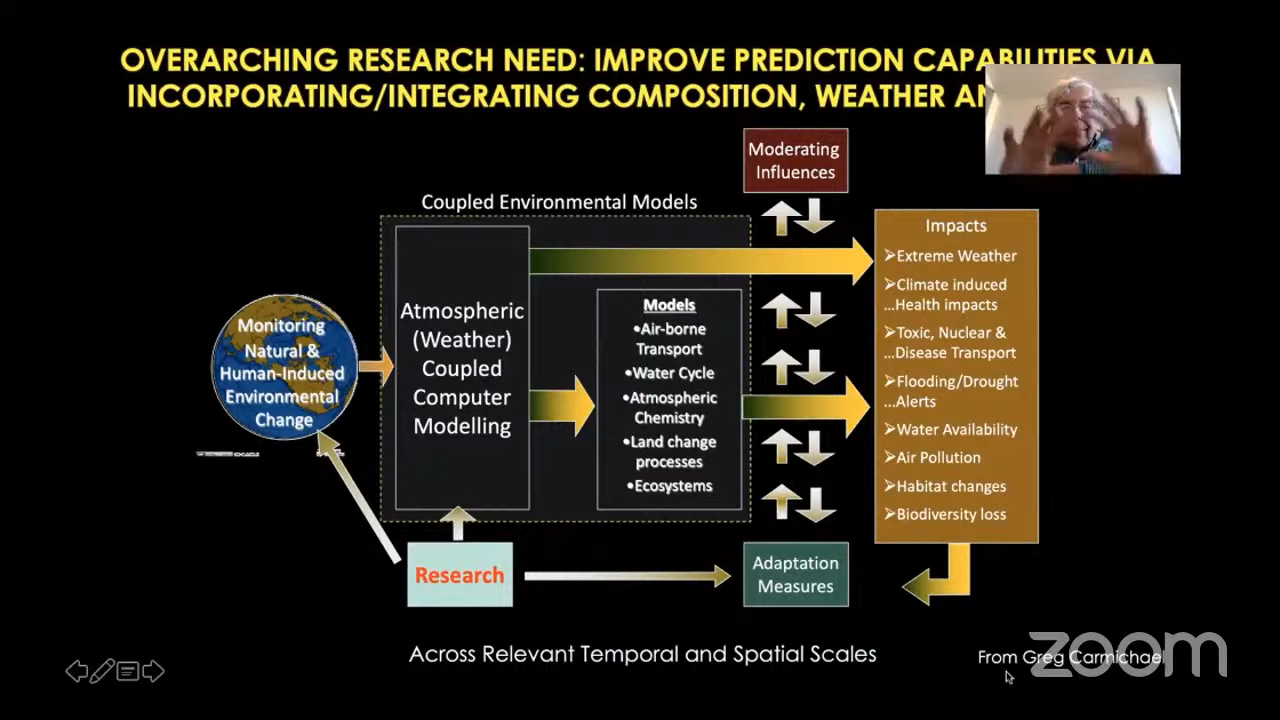 OVERARCHING RESEARCH NEED: IMPROVE PREDICTION CAPABILITIES VIA
INCORPORATING/INTEGRATING COMPOSITION, WEATHER
Moderating
Influences
Coupled Environmental Models
Impacts
➢Extreme Weather
➢Climate induced
...Health impacts
➢Toxic, Nuclear &
...Disease Transport
➢Flooding/Drought
...Alerts
➢Water Availability
➢Air Pollution
➢Habitat changes
➢Biodiversity loss
Monitoring
Natural &
Human-Induced
Environmental
Change
Atmospheric
(Weather)
Coupled
Computer
Modelling
Models
•Air-borne
Transport
•Water Cycle
•Atmospheric
Chemistry
•Land change
processes
•Ecosystems
Research
Adaptation
Measures
Across Relevant Temporal and Spatial Scales
From Greg Carmichael
zoom